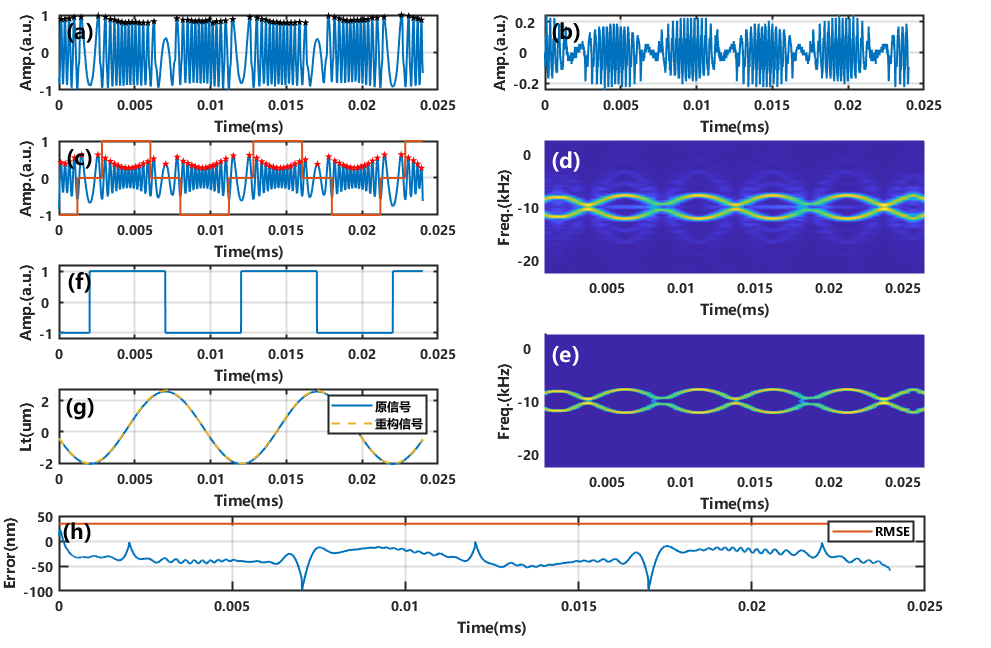 (a)
Amp.(a.u.)
1
0
-1
0 0.005 0.01 0.015 0.02 0.025
Time(ms)
(b)
Amp.(a.u.)
0.2
0
-0.2
0 0.005 0.01 0.015 0.02 0.025
Time(ms)
(c)
Amp.(a.u.)
1
0
-1
0 0.005 0.01 0.015 0.02 0.025
Time(ms)
(d)
Freq.(kHz)
0
-10
-20
0.005 0.01 0.015 0.02 0.025
Time(ms)
(f)
Amp.(a.u.)
1
0
-1
0 0.005 0.01 0.015 0.02 0.025
Time(ms)
(e)
Freq.(kHz)
0
-10
-20
0.005 0.01 0.015 0.02 0.025
Time(ms)
(g)
Lt(um)
2
0
-2
原信号
重构信号
0 0.005 0.01 0.015 0.02 0.025
Time(ms)
(h)
Error(nm)
50
0
-50
-100
RMSE
0 0.005 0.01 0.015 0.02 0.025
Time(ms)